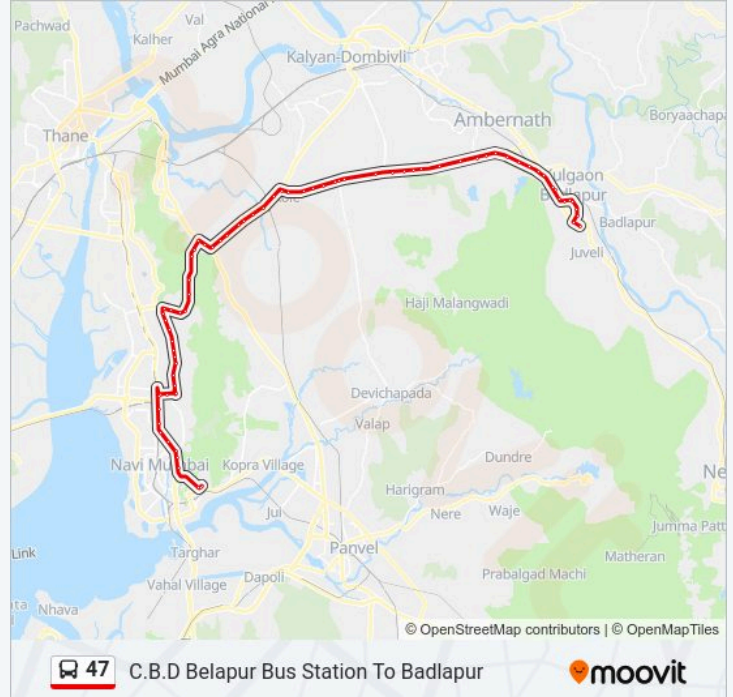 Pachwad
Val
Kalher
Mumbai Agra National
Kalyan-Dombivli
Thane
Ambernath
Boryaachapa
Badlapur
Juveli
Haji Malangwadi
Devichapada
Valap
Navi Mumbai
Kopra Village
Dundre
Ne
Harigram
Nere
Waje
Jui
Jumma Patt
Link
Panvel
Targhar
Matheran
Dapoli
Prabalgad Machi
Vahal Village
Nhava
© OpenStreetMap contributors | © OpenMapTiles
47 C.B.D Belapur Bus Station To Badlapur
moovit